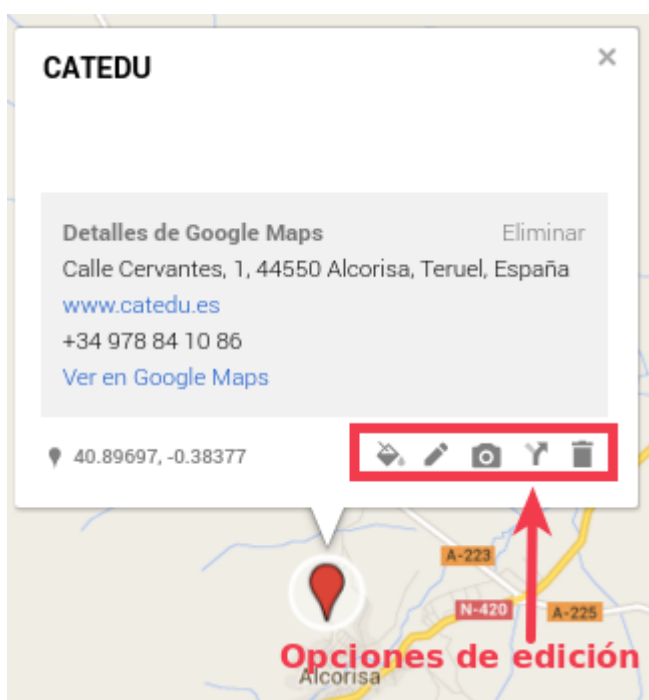 CATEDU
Detalles de Google Maps Eliminar
Calle Cervantes, 1, 44550 Alcorisa, Teruel, España
www.catedu.es
+34 978 84 10 86
Ver en Google Maps
40.89697, -0.38377
A-223
N-420 A-225
Opciones de edición
Alcorisa